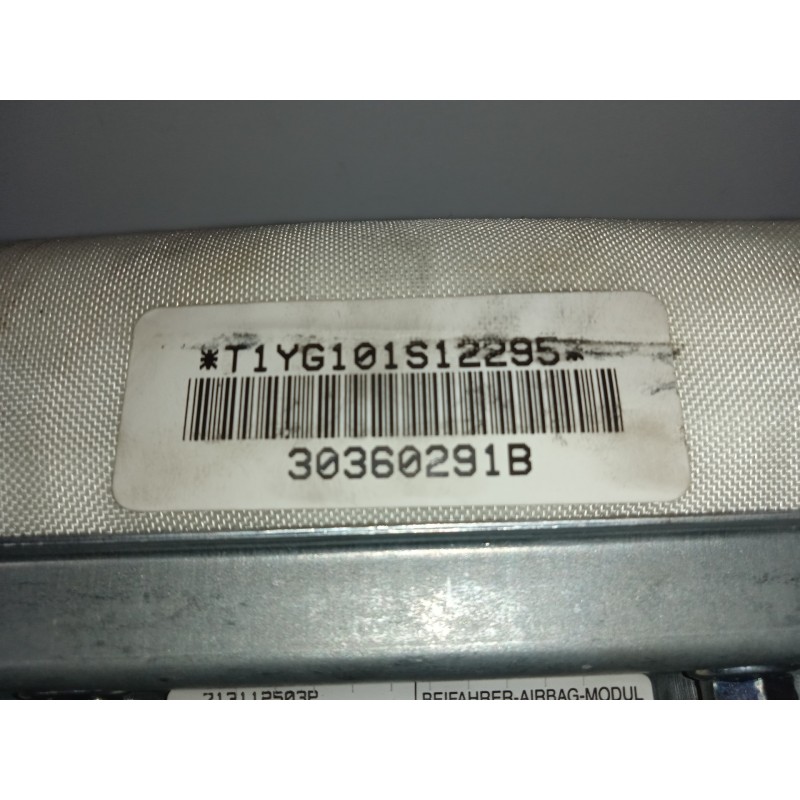 *T1YG101S12295*
30360291B
BEIFAHRER-AIRBAG-MODUL